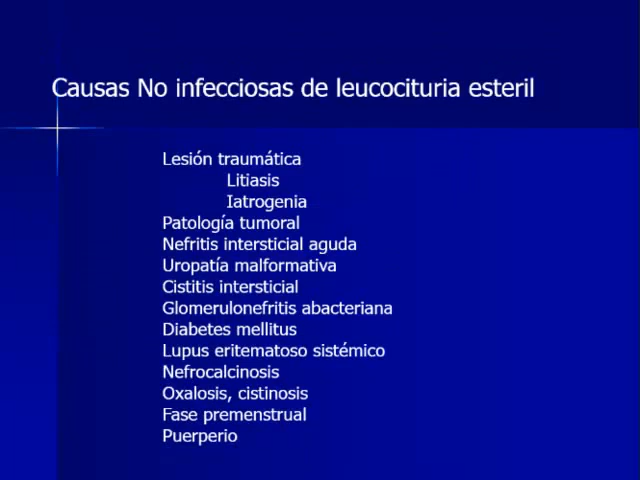 Causas No infecciosas de leucocituria esteril
Lesión traumática
Litiasis
Iatrogenia
Patología tumoral
Nefritis intersticial aguda
Uropatía malformativa
Cistitis intersticial
Glomerulonefritis abacteriana
Diabetes mellitus
Lupus eritematoso sistémico
Nefrocalcinosis
Oxalosis, cistinosis
Fase premenstrual
Puerperio